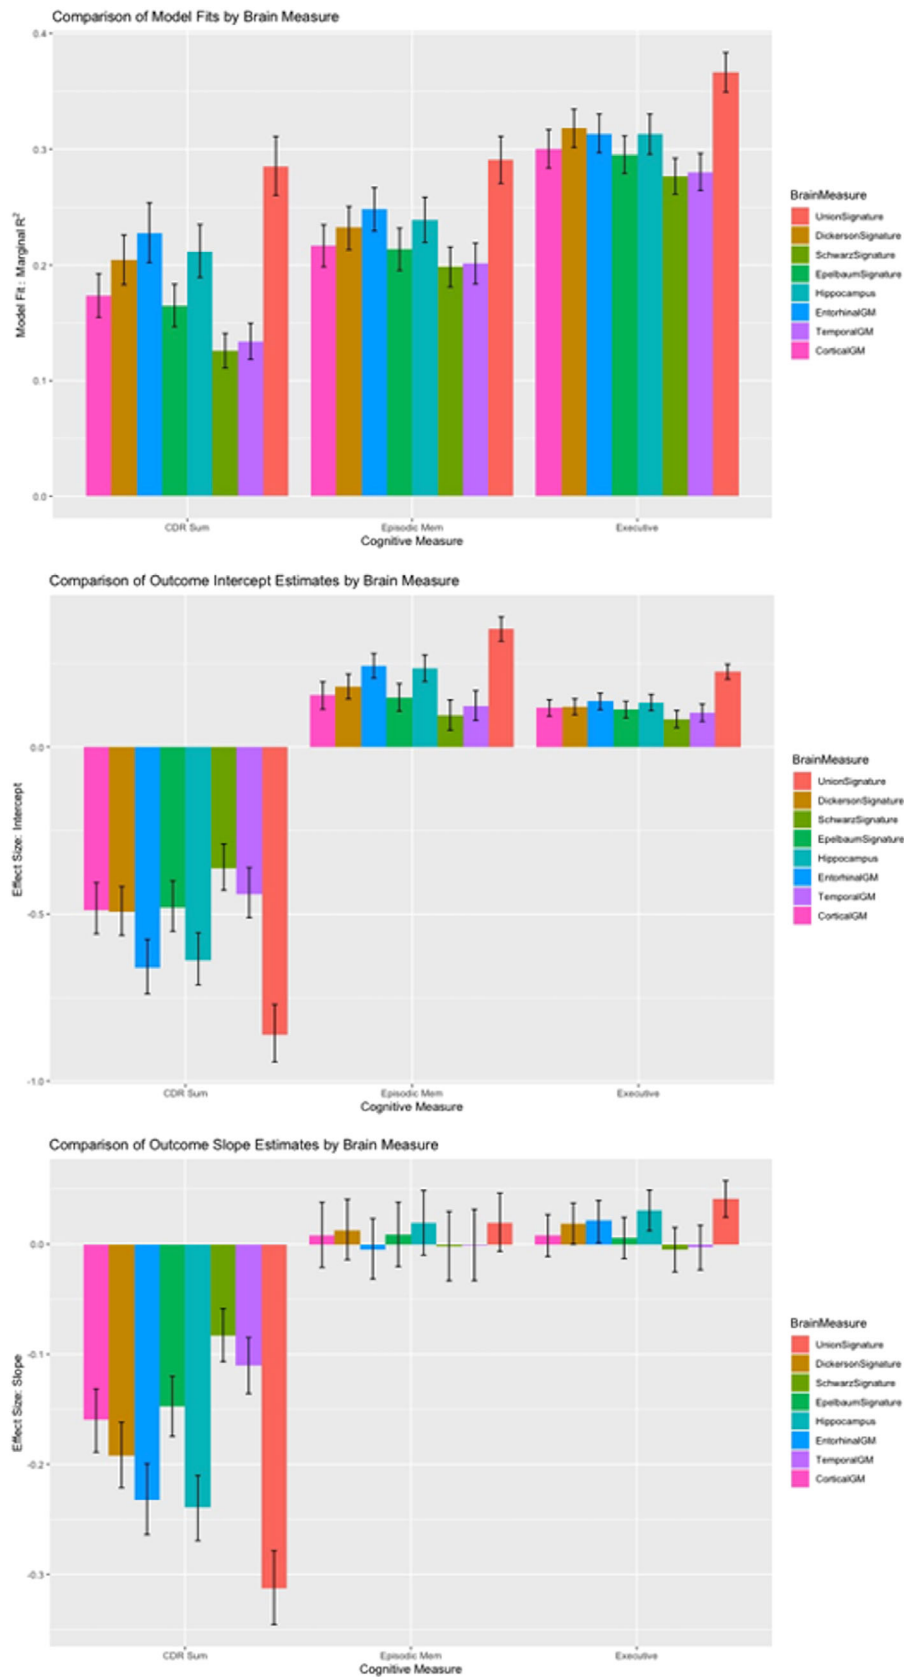 Comparison of Model Fits by Brain Measure
Model Fit : Marginal R²
0.4
0.3
0.2
0.1
0.0
CDR Sum
Episodic Mem
Executive
Cognitive Measure
BrainMeasure
UnionSignature
DickersonSignature
SchwarzSignature
EpelbaumSignature
Hippocampus
EntorhinalGM
TemporalGM
CorticalGM
Comparison of Outcome Intercept Estimates by Brain Measure
Effect Size: Intercept
0.0
-0.5
-1.0
CDR Sum
Episodic Mem
Executive
Cognitive Measure
BrainMeasure
UnionSignature
DickersonSignature
SchwarzSignature
EpelbaumSignature
Hippocampus
EntorhinalGM
TemporalGM
CorticalGM
Comparison of Outcome Slope Estimates by Brain Measure
Effect Size: Slope
0.0
-0.1
-0.2
-0.3
CDR Sum
Episodic Mem
Executive
Cognitive Measure
BrainMeasure
UnionSignature
DickersonSignature
SchwarzSignature
EpelbaumSignature
Hippocampus
EntorhinalGM
TemporalGM
CorticalGM